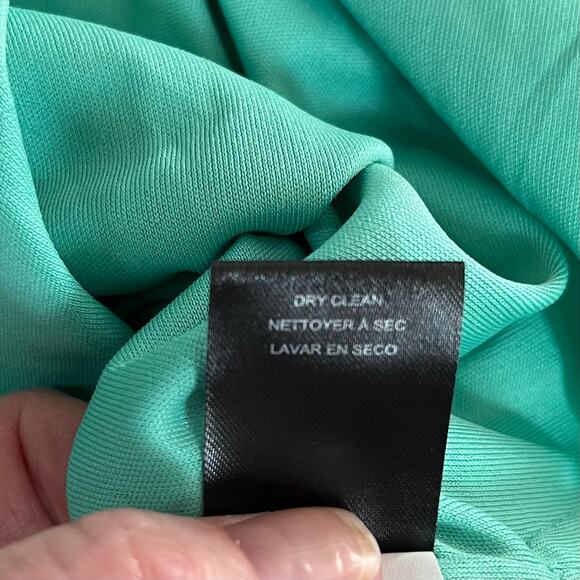 DRY CLEAN
NETTOYER À SEC
LAVAR EN SECO